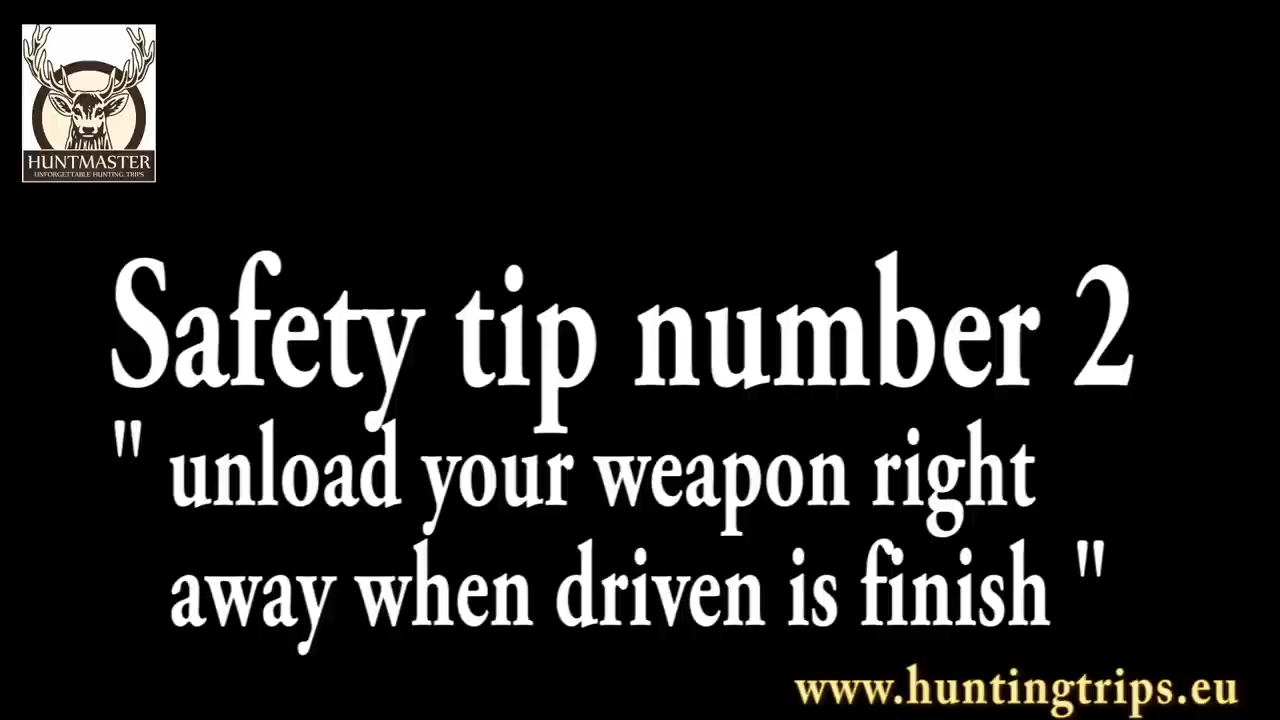 HUNTMASTER
UNFORGETTABLE HUNTING TRIPS
Safety tip number 2
" unload your weapon right
away when driven is finish "
www.huntingtrips.eu